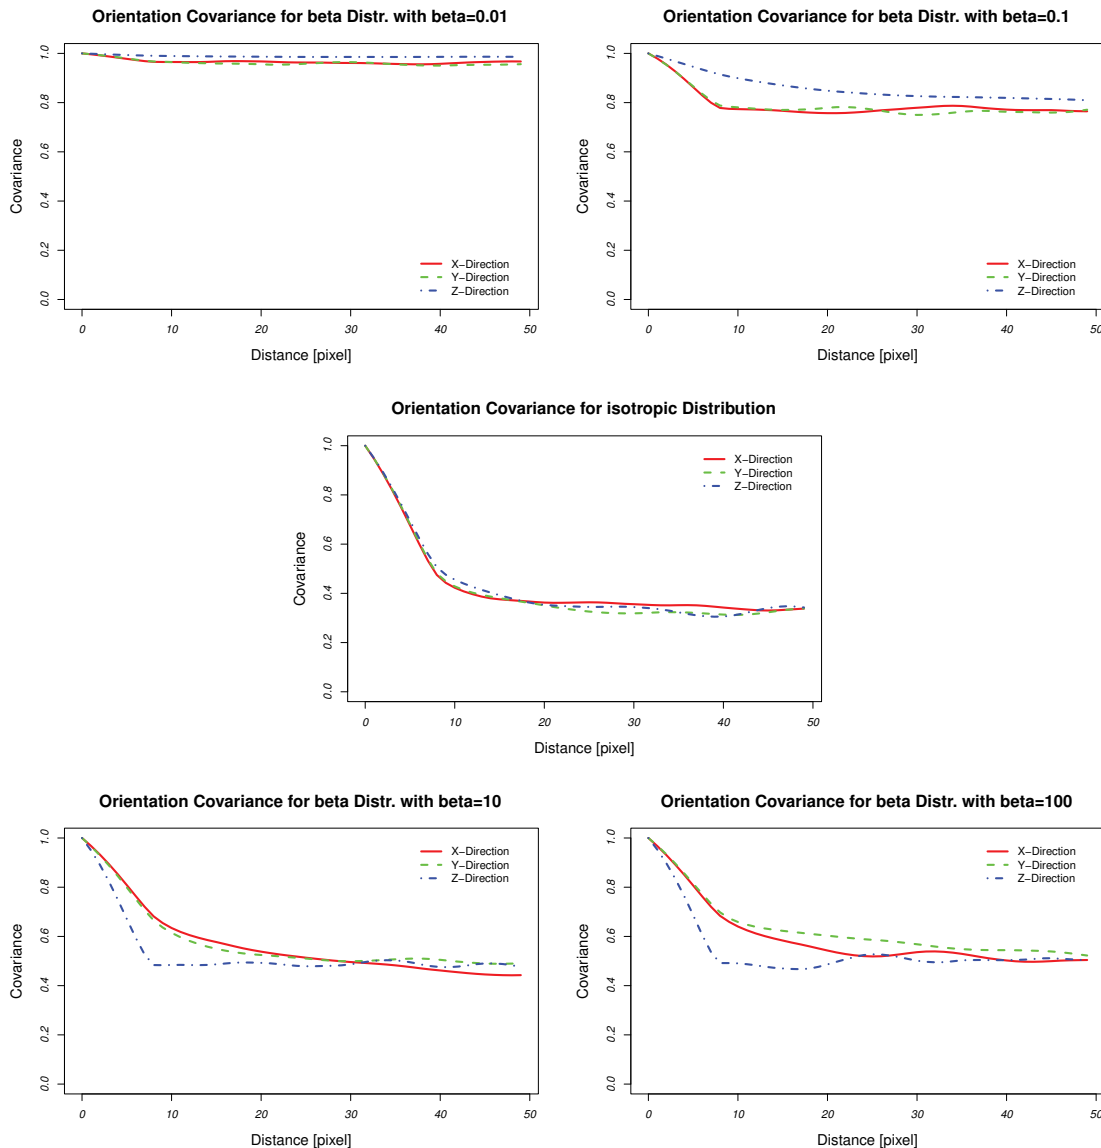 Orientation Covariance for beta Distr. with beta=0.01
Covariance
1.0
0.8
0.6
0.4
0.2
0.0
X−Direction
Y−Direction
Z−Direction
0 10 20 30 40 50
Distance [pixel]
Orientation Covariance for beta Distr. with beta=0.1
Covariance
1.0
0.8
0.6
0.4
0.2
0.0
X−Direction
Y−Direction
Z−Direction
0 10 20 30 40 50
Distance [pixel]
Orientation Covariance for isotropic Distribution
Covariance
1.0
0.8
0.6
0.4
0.2
0.0
X−Direction
Y−Direction
Z−Direction
0 10 20 30 40 50
Distance [pixel]
Orientation Covariance for beta Distr. with beta=10
Covariance
1.0
0.8
0.6
0.4
0.2
0.0
X−Direction
Y−Direction
Z−Direction
0 10 20 30 40 50
Distance [pixel]
Orientation Covariance for beta Distr. with beta=100
Covariance
1.0
0.8
0.6
0.4
0.2
0.0
X−Direction
Y−Direction
Z−Direction
0 10 20 30 40 50
Distance [pixel]